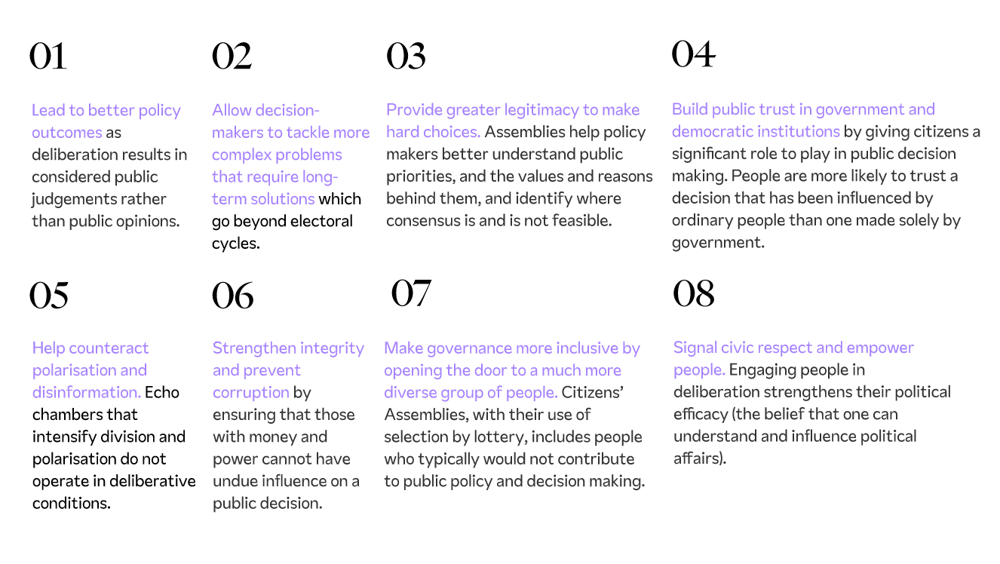 01
Lead to better policy
outcomes as
deliberation results in
considered public
judgements rather
than public opinions.
02
Allow decision-
makers to tackle more
complex problems
that require long-
term solutions which
go beyond electoral
cycles.
03
Provide greater legitimacy to make
hard choices. Assemblies help policy
makers better understand public
priorities, and the values and reasons
behind them, and identify where
consensus is and is not feasible.
04
Build public trust in government and
democratic institutions by giving citizens a
significant role to play in public decision
making. People are more likely to trust a
decision that has been influenced by
ordinary people than one made solely by
government.
05
Help counteract
polarisation and
disinformation. Echo
chambers that
intensify division and
polarisation do not
operate in deliberative
conditions.
06
Strengthen integrity
and prevent
corruption by
ensuring that those
with money and
power cannot have
undue influence on a
public decision.
07
Make governance more inclusive by
opening the door to a much more
diverse group of people. Citizens’
Assemblies, with their use of
selection by lottery, includes people
who typically would not contribute
to public policy and decision making.
08
Signal civic respect and empower
people. Engaging people in
deliberation strengthens their political
efficacy (the belief that one can
understand and influence political
affairs).